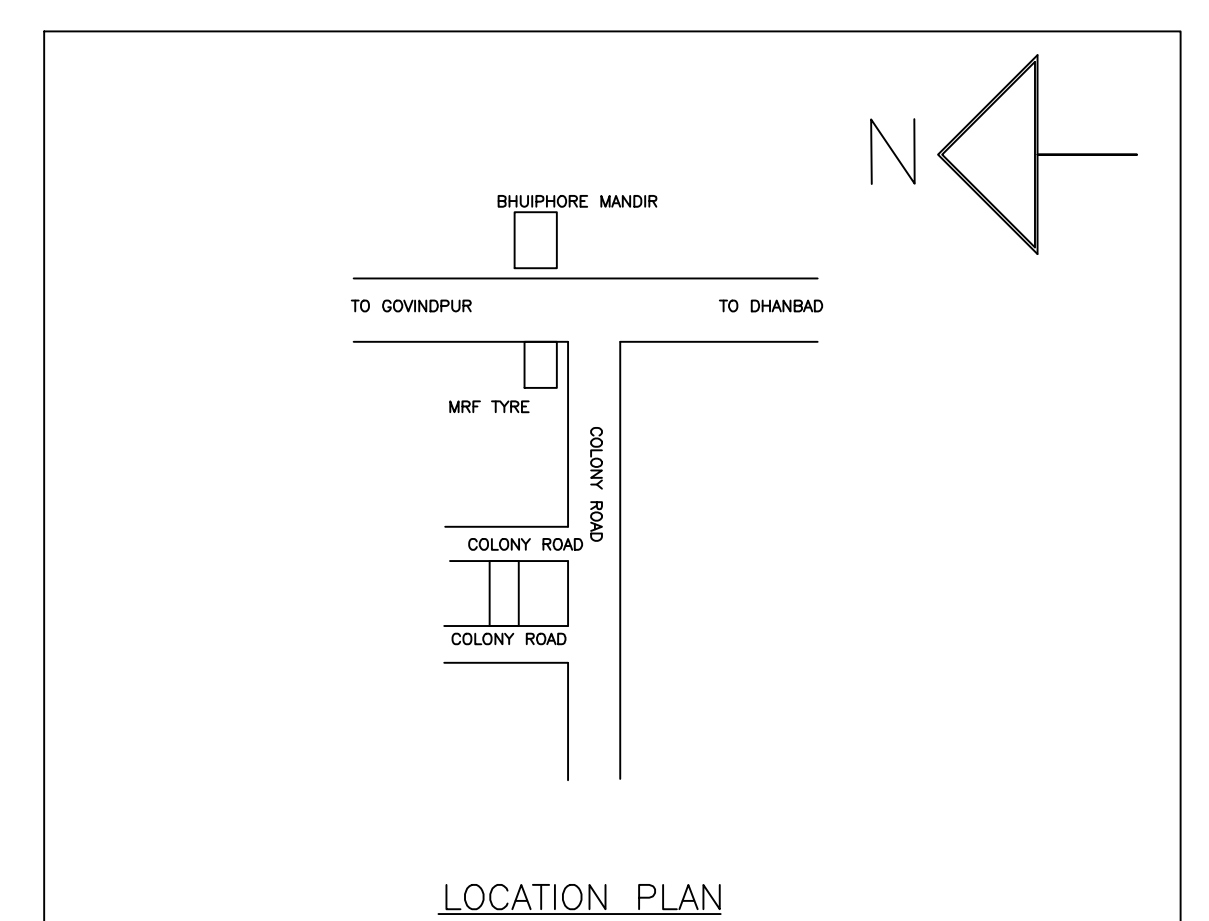 N
BHUIPHORE MANDIR
TO GOVINDPUR
TO DHANBAD
MRF TYRE
COLONY ROAD
COLONY ROAD
COLONY ROAD
LOCATION PLAN